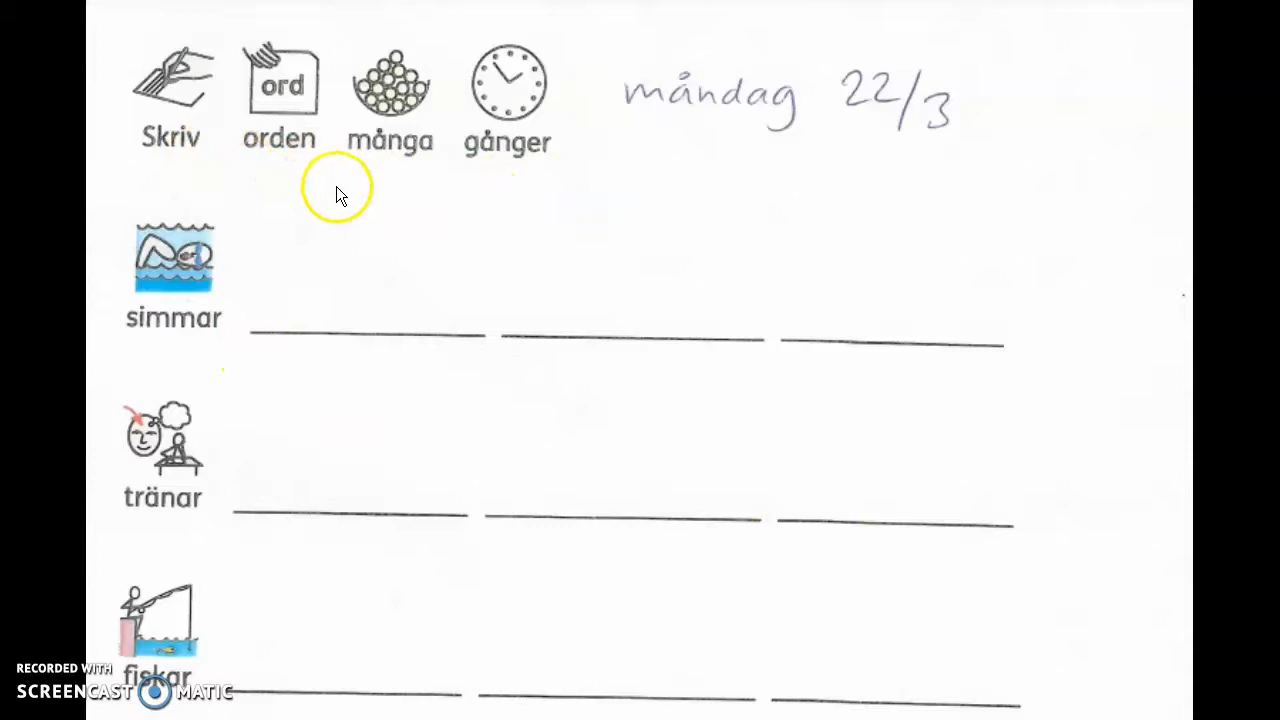 ord
Skriv orden många gånger
måndag 22/3
simmar
tränar
fiskar
RECORDED WITH
SCREENCAST MATIC